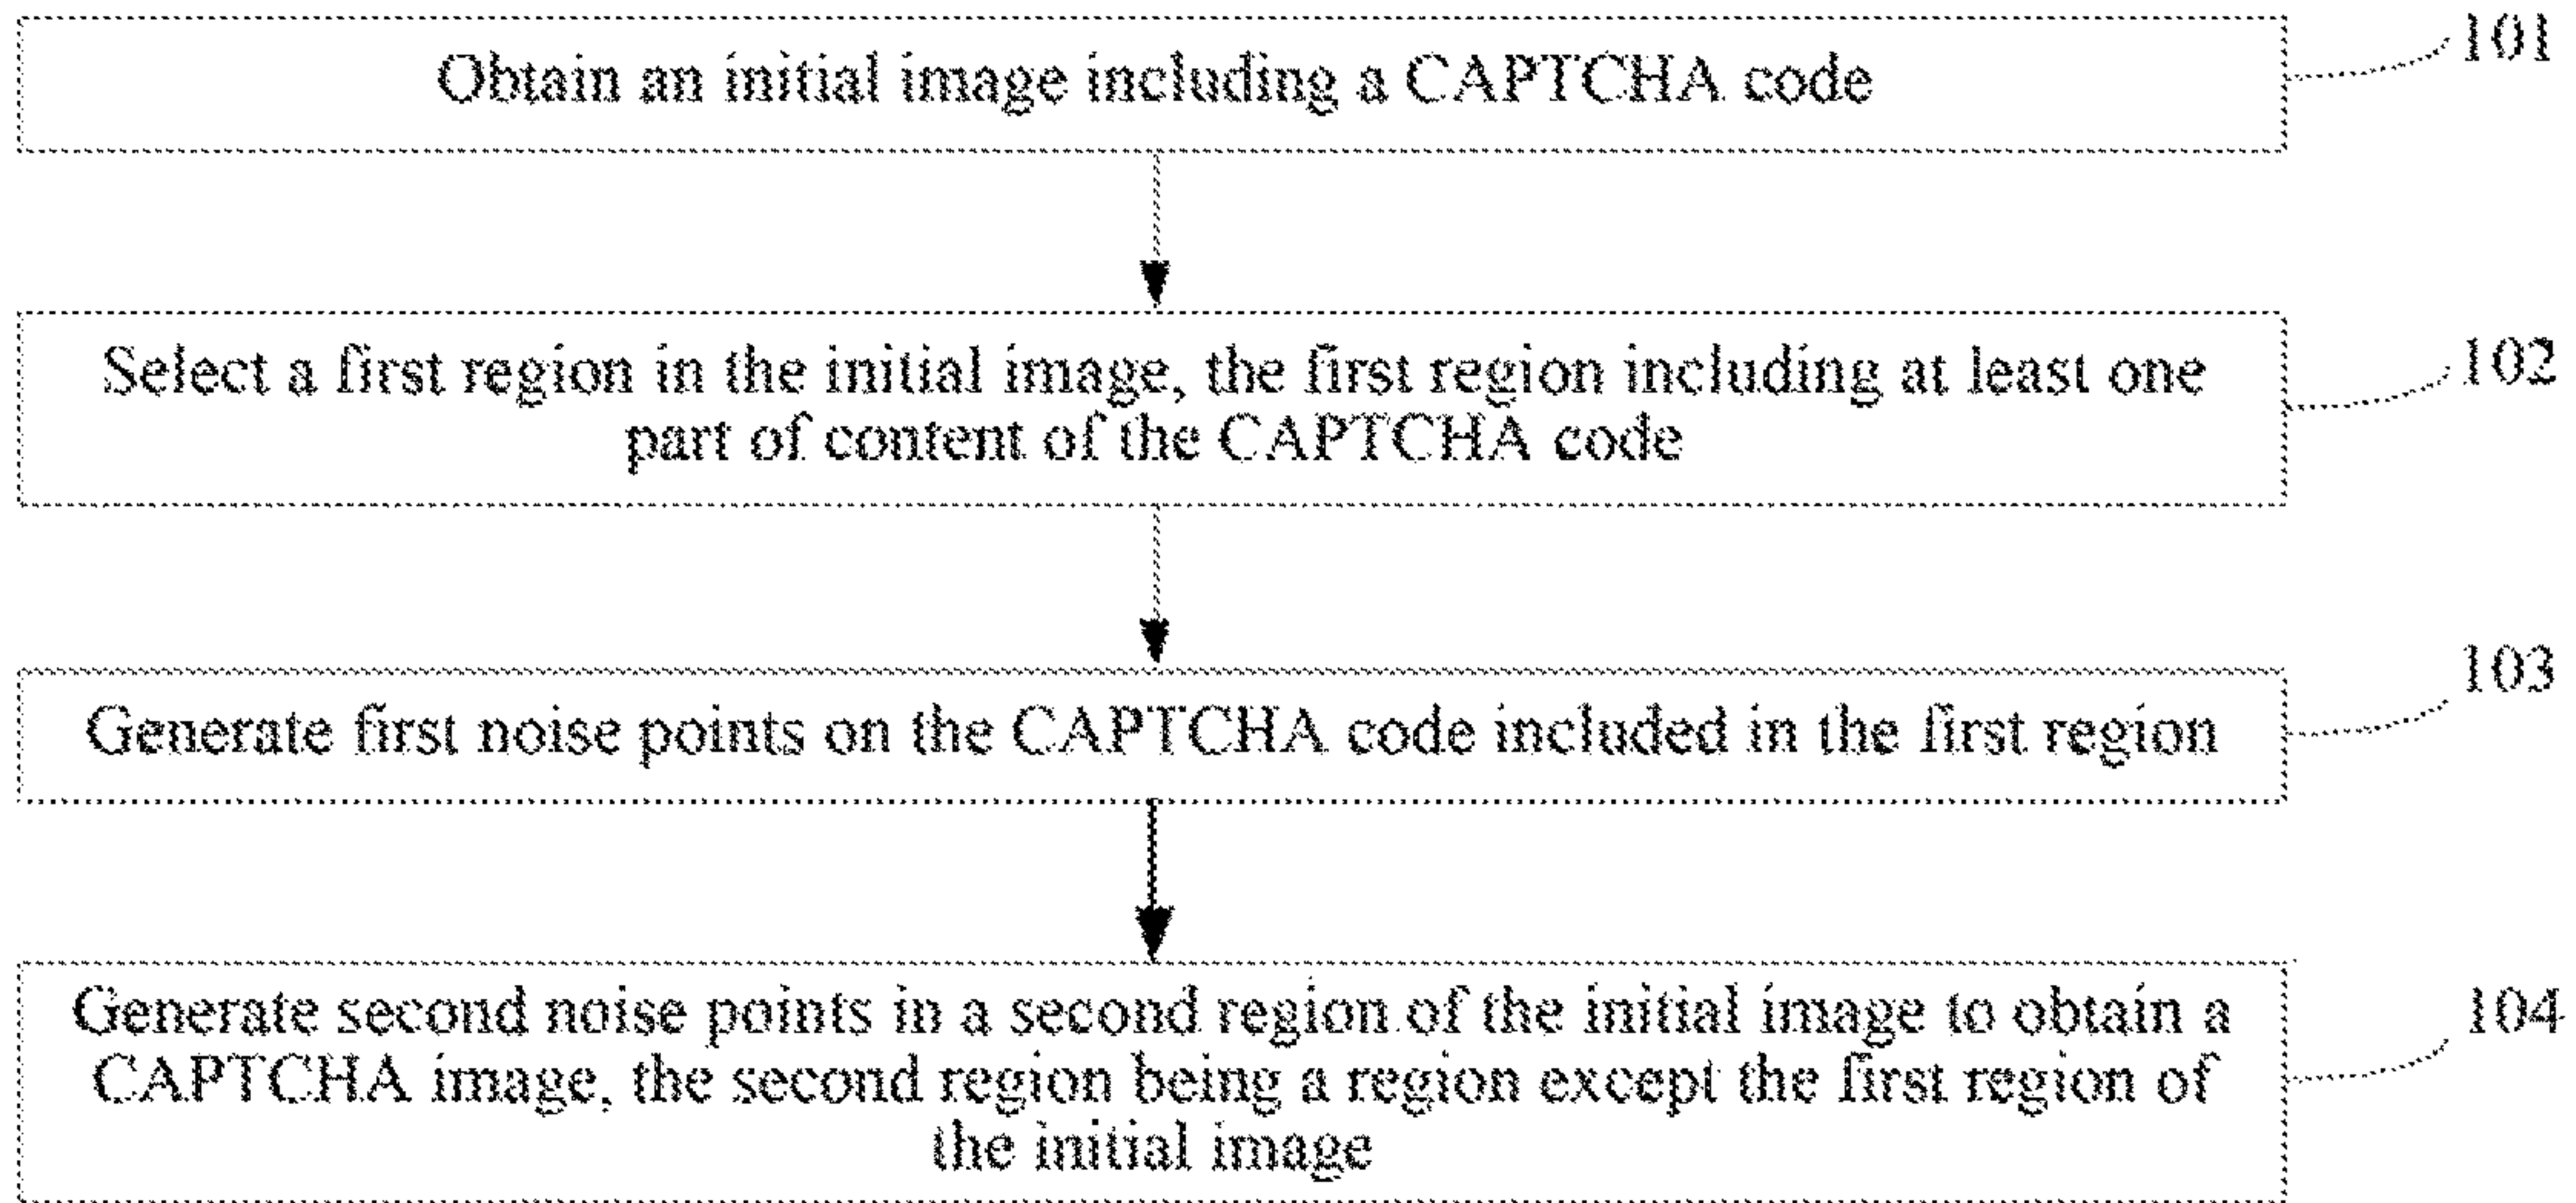 Obtain an initial image including a CAPTCHA code
101
Select a first region in the initial image, the first region including at least one
part of content of the CAPTCHA code
102
Generate first noise points on the CAPTCHA code included in the first region
103
Generate second noise points in a second region of the initial image to obtain a
CAPTCHA image, the second region being a region except the first region of
the initial image
104